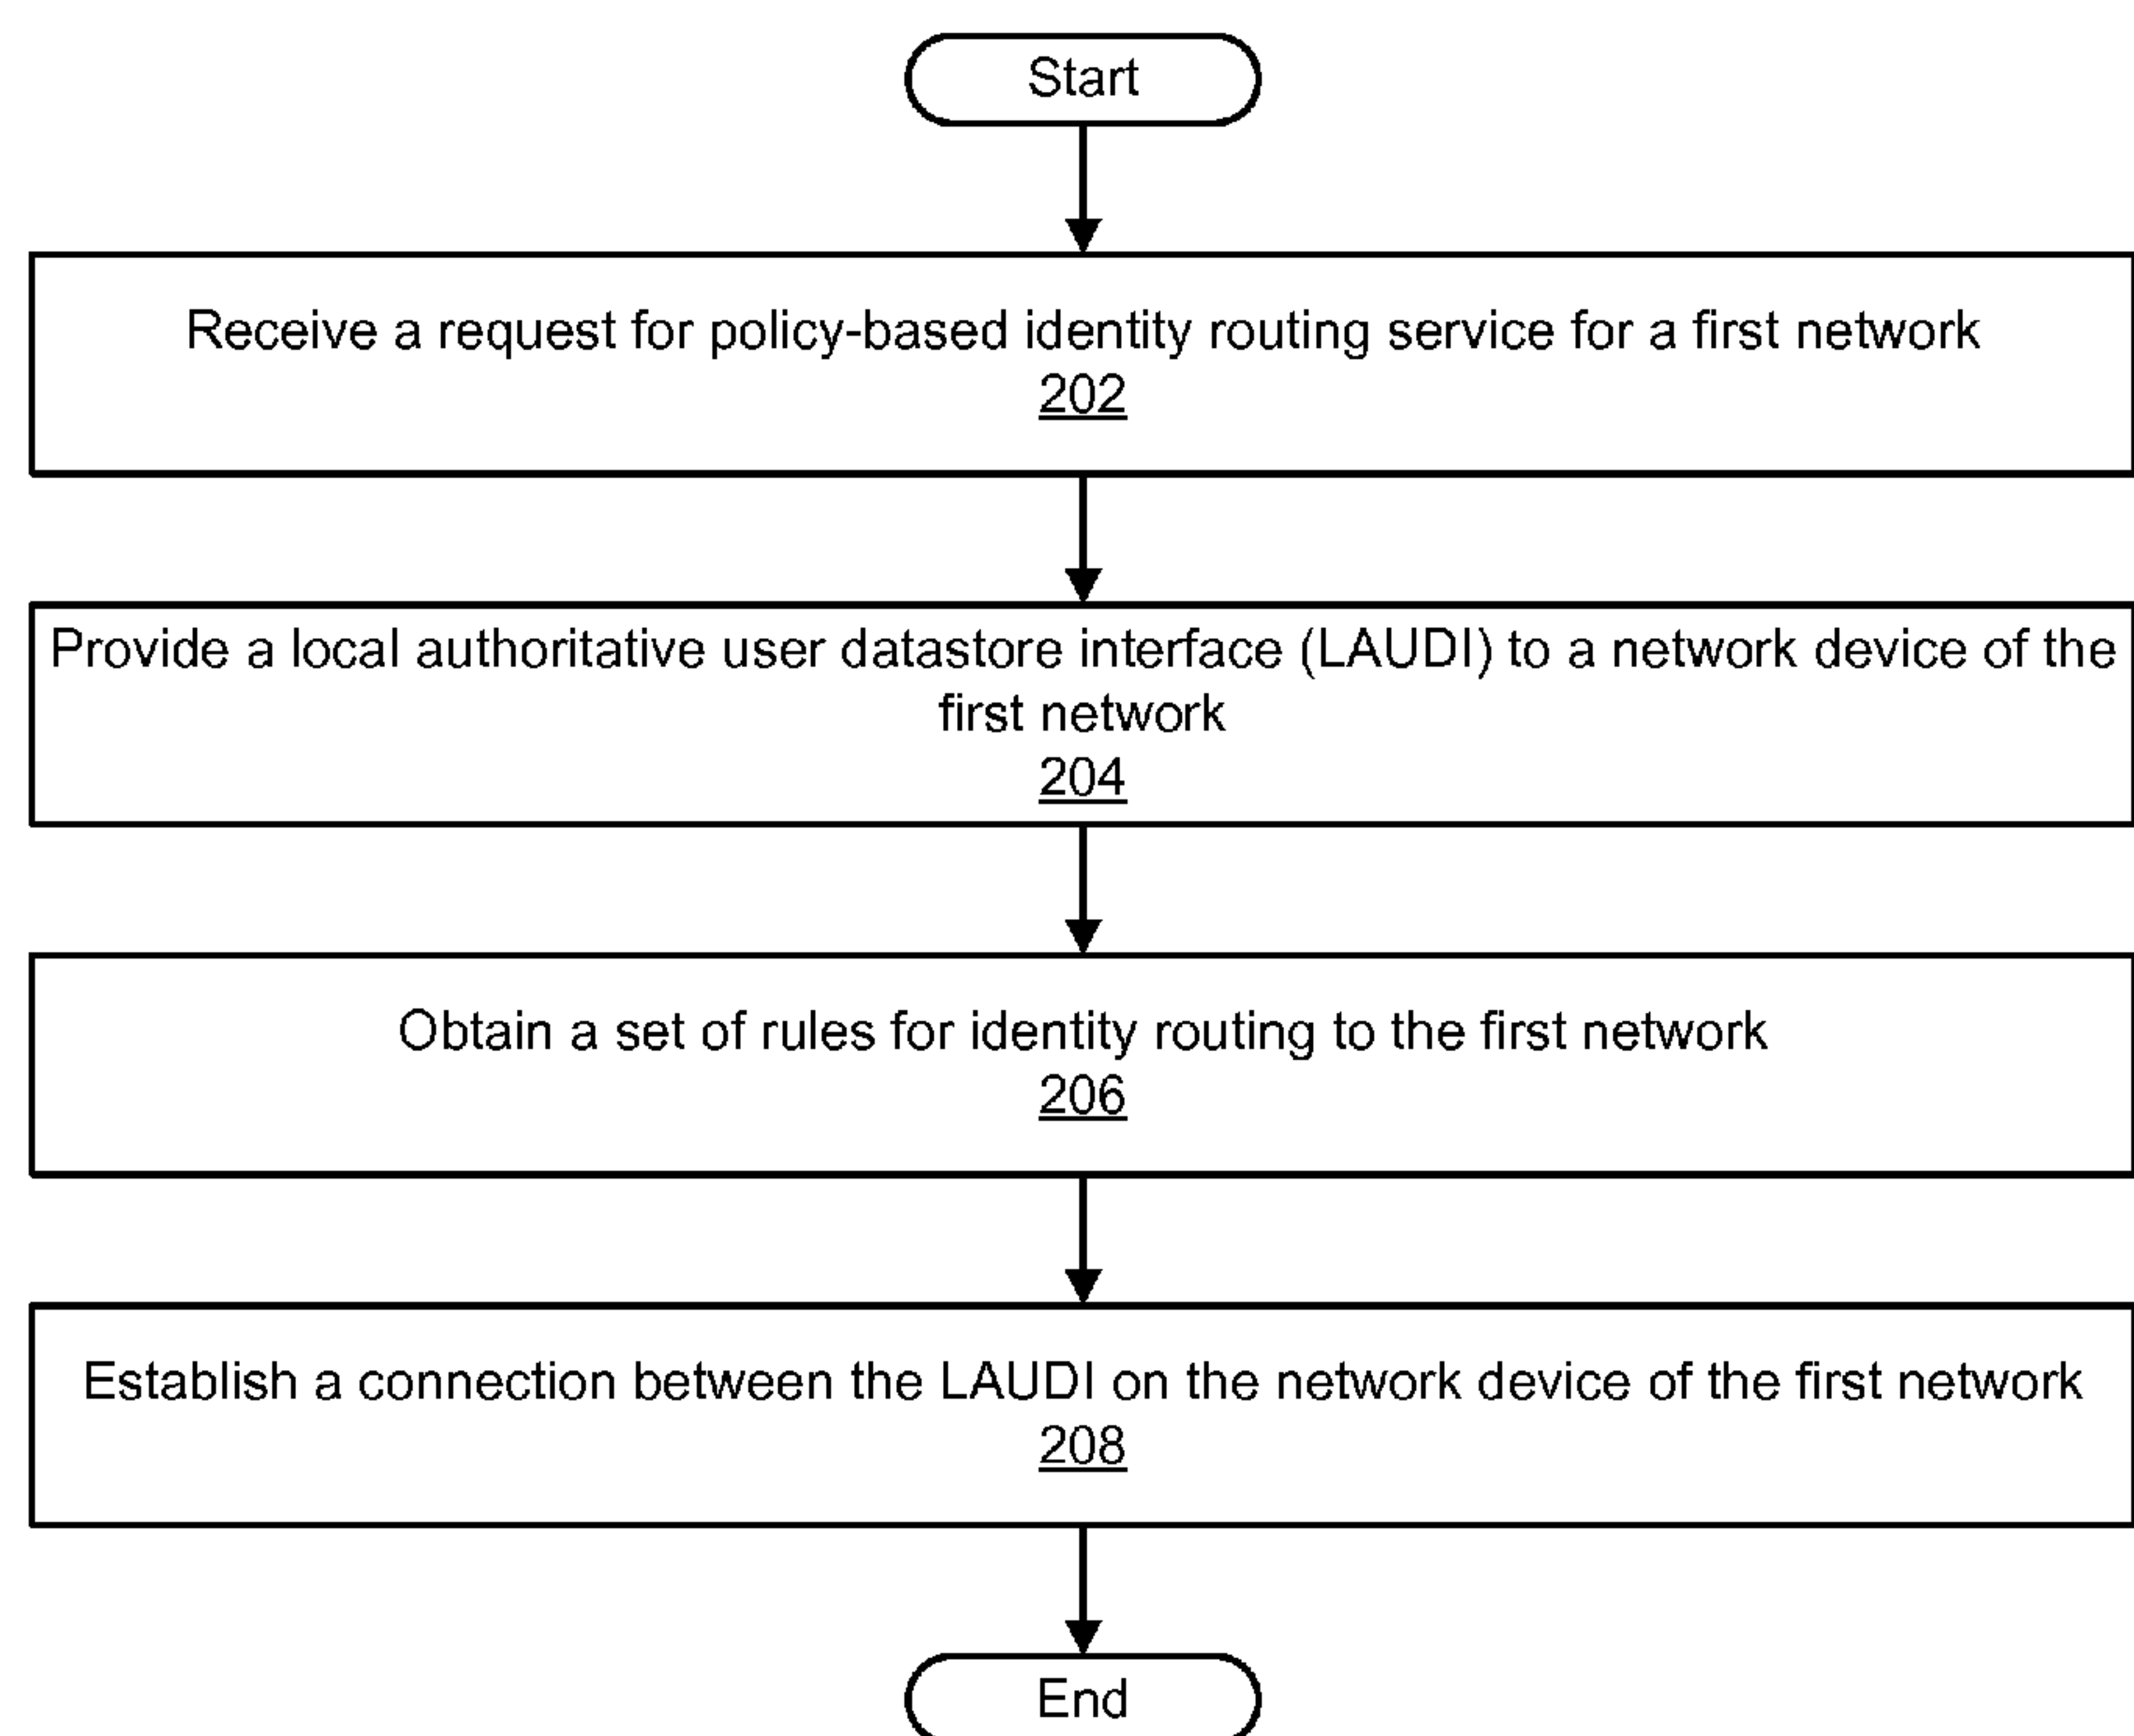 Start
Receive a request for policy-based identity routing service for a first network
202
Provide a local authoritative user datastore interface (LAUDI) to a network device of the
first network
204
Obtain a set of rules for identity routing to the first network
206
Establish a connection between the LAUDI on the network device of the first network
208
End